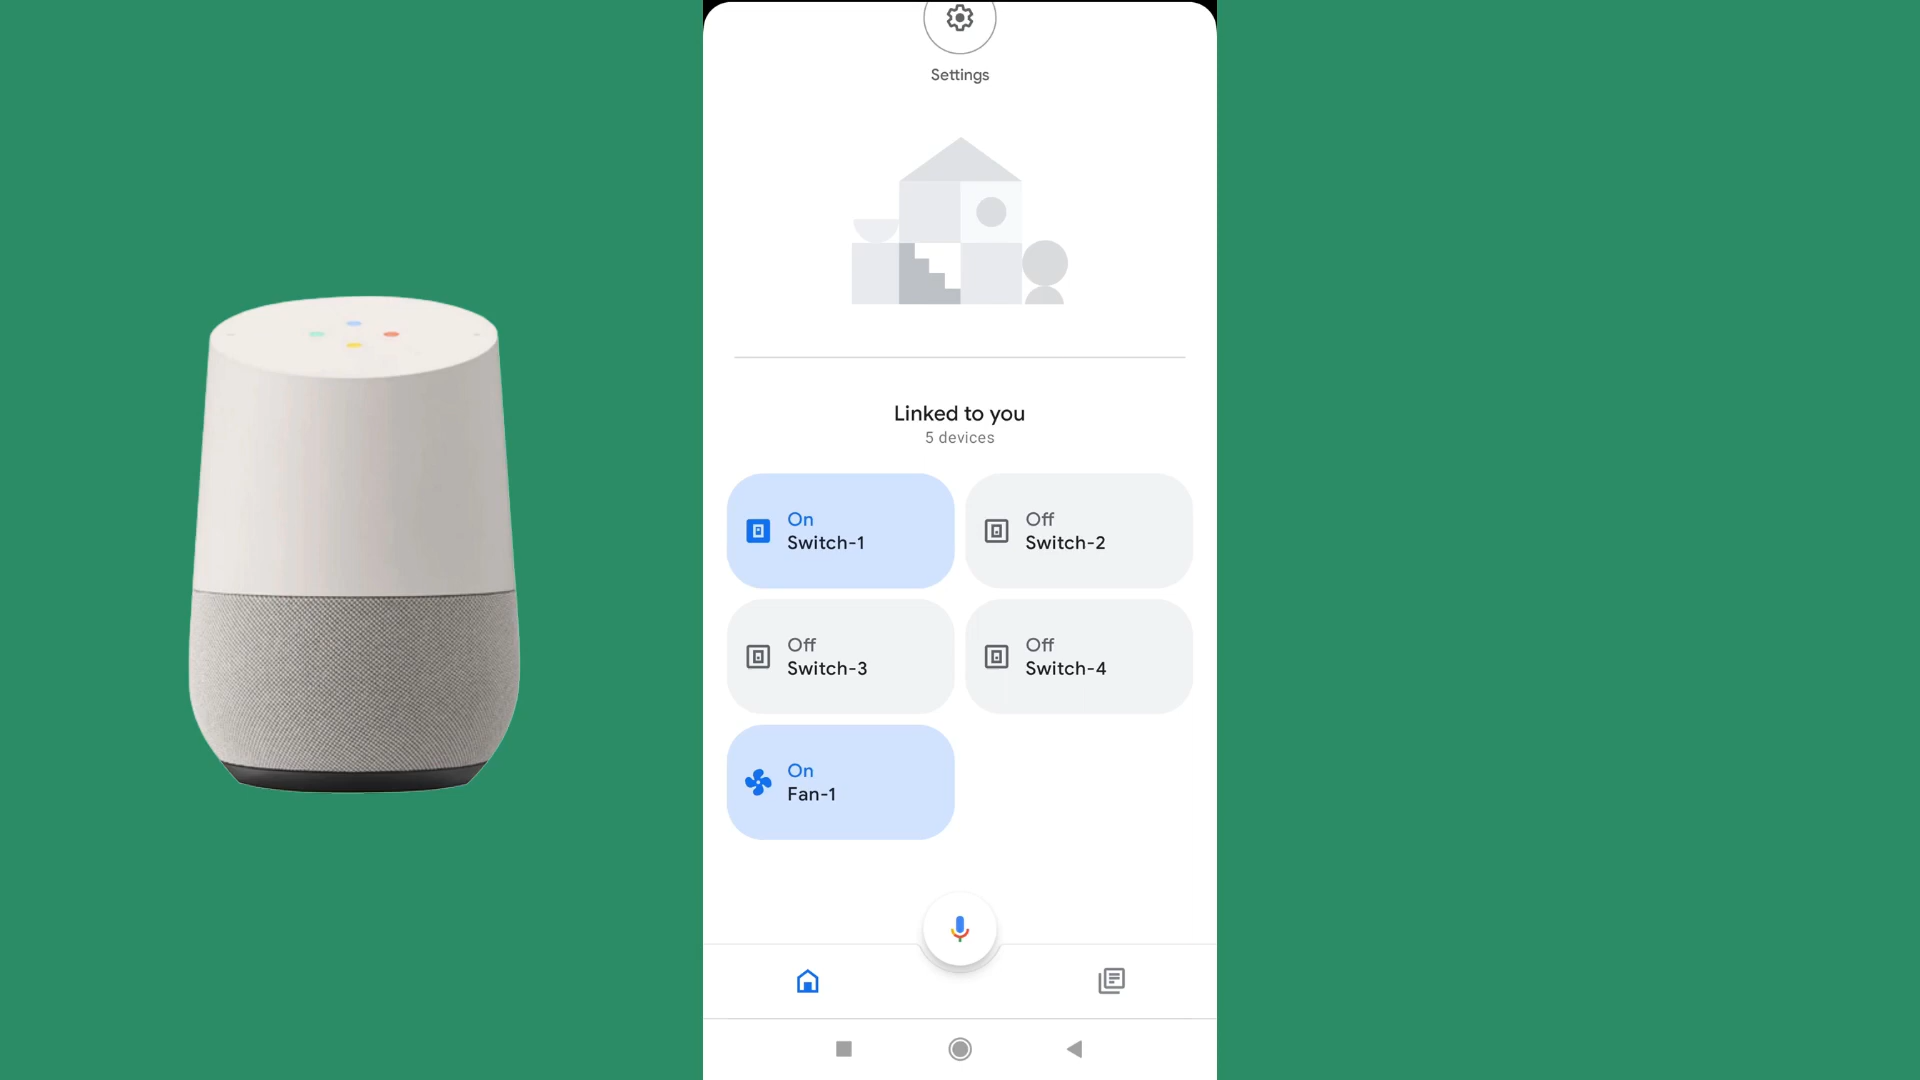 Settings
Linked to you
5 devices
On
Switch-1
Off
Switch-2
Off
Switch-3
Off
Switch-4
On
Fan-1